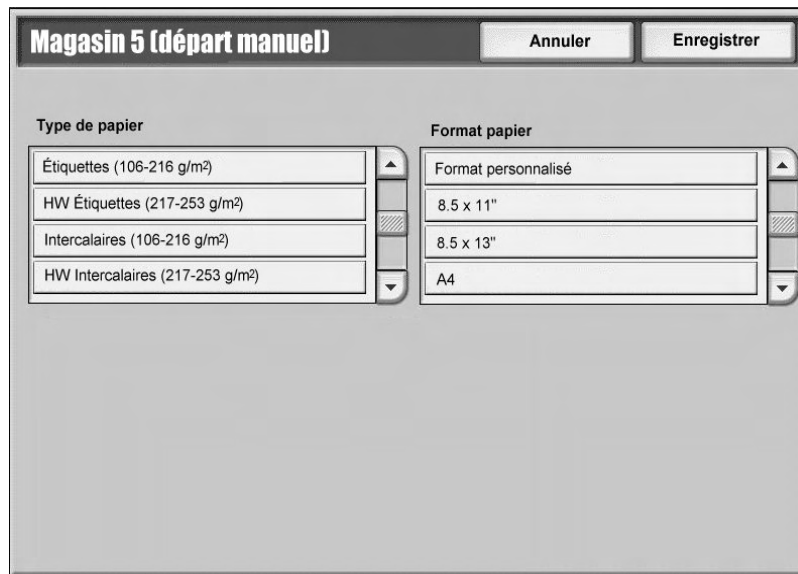 Magasin 5 (départ manuel)
Annuler
Enregistrer
Type de papier
Étiquettes (106-216 g/m²)
HW Étiquettes (217-253 g/m²)
Intercalaires (106-216 g/m²)
HW Intercalaires (217-253 g/m²)
Format papier
Format personnalisé
8.5 x 11"
8.5 x 13"
A4